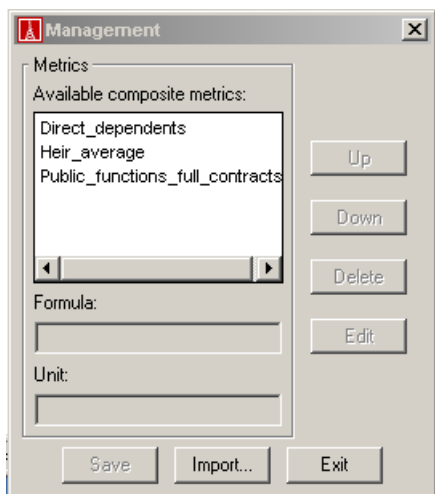 Management
Metrics
Available composite metrics:
Direct_dependents
Heir_average
Public_functions_full_contracts
Up
Down
Delete
Formula:
Edit
Unit:
Save
Import...
Exit